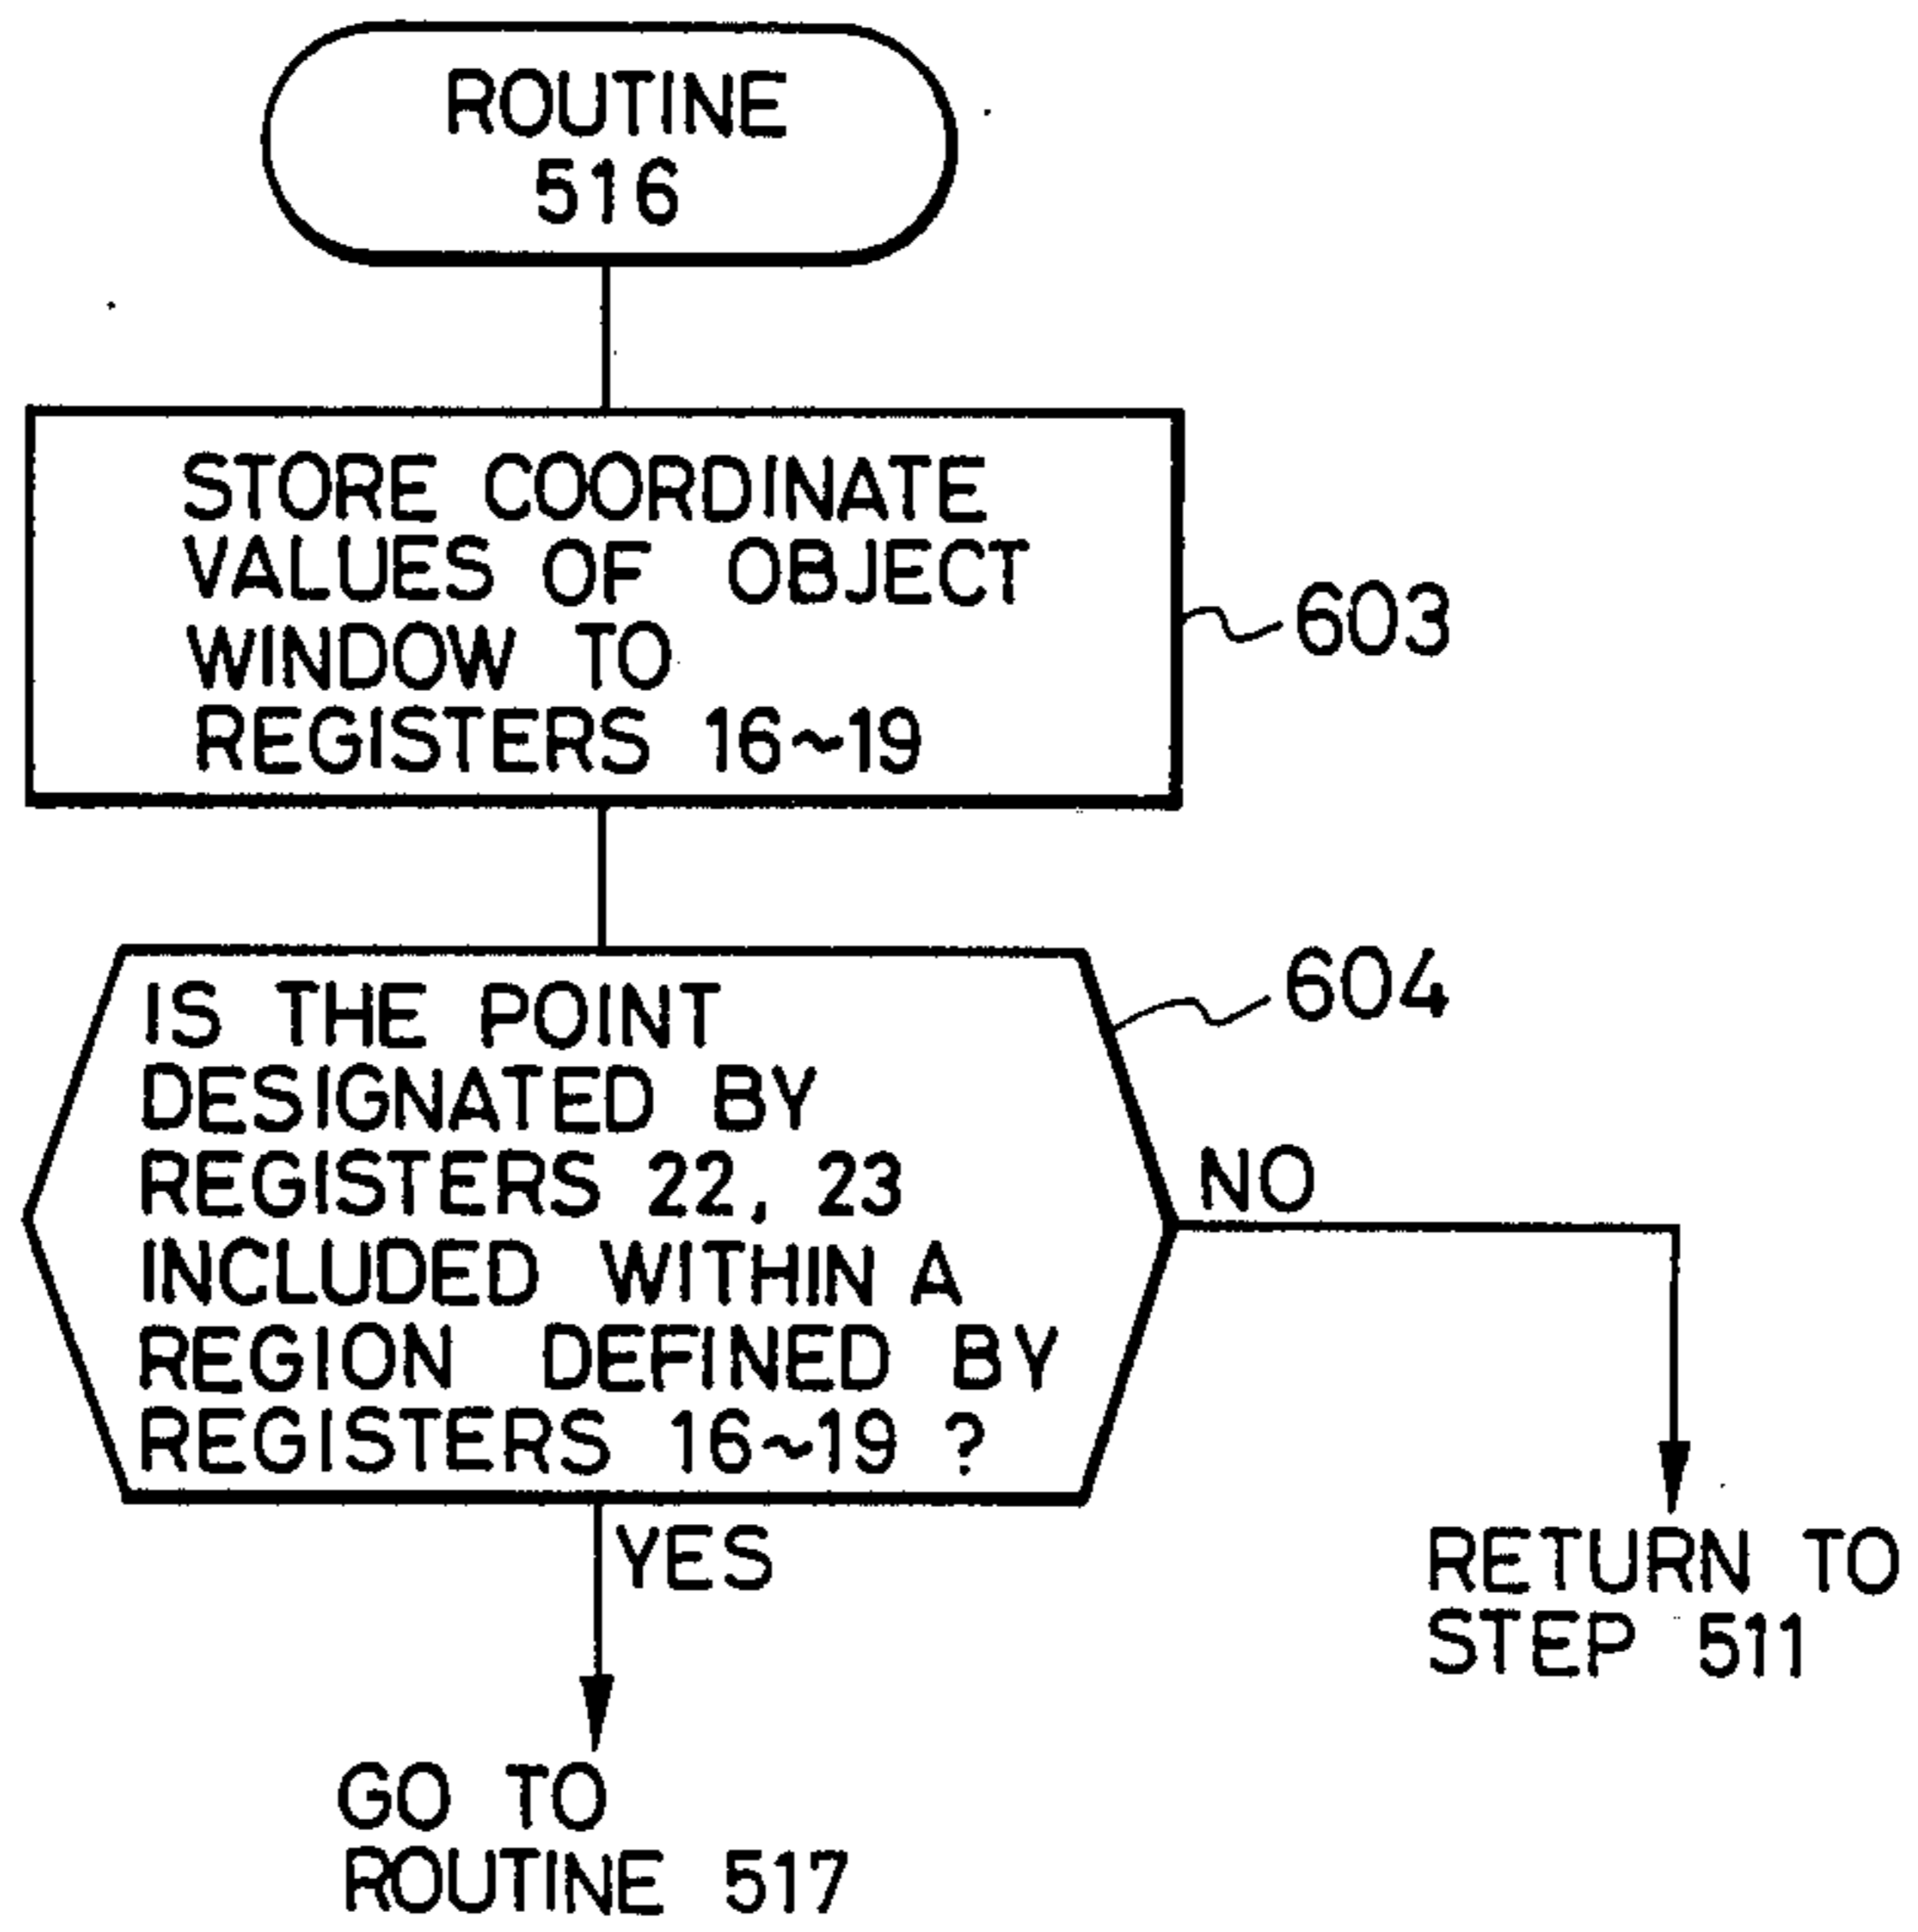 ROUTINE
516
STORE COORDINATE
VALUES OF OBJECT
WINDOW TO
REGISTERS 16~19
603
IS THE POINT
DESIGNATED BY
REGISTERS 22, 23
INCLUDED WITHIN A
REGION DEFINED BY
REGISTERS 16~19 ?
604
NO
YES
RETURN TO
STEP 511
GO TO
ROUTINE 517